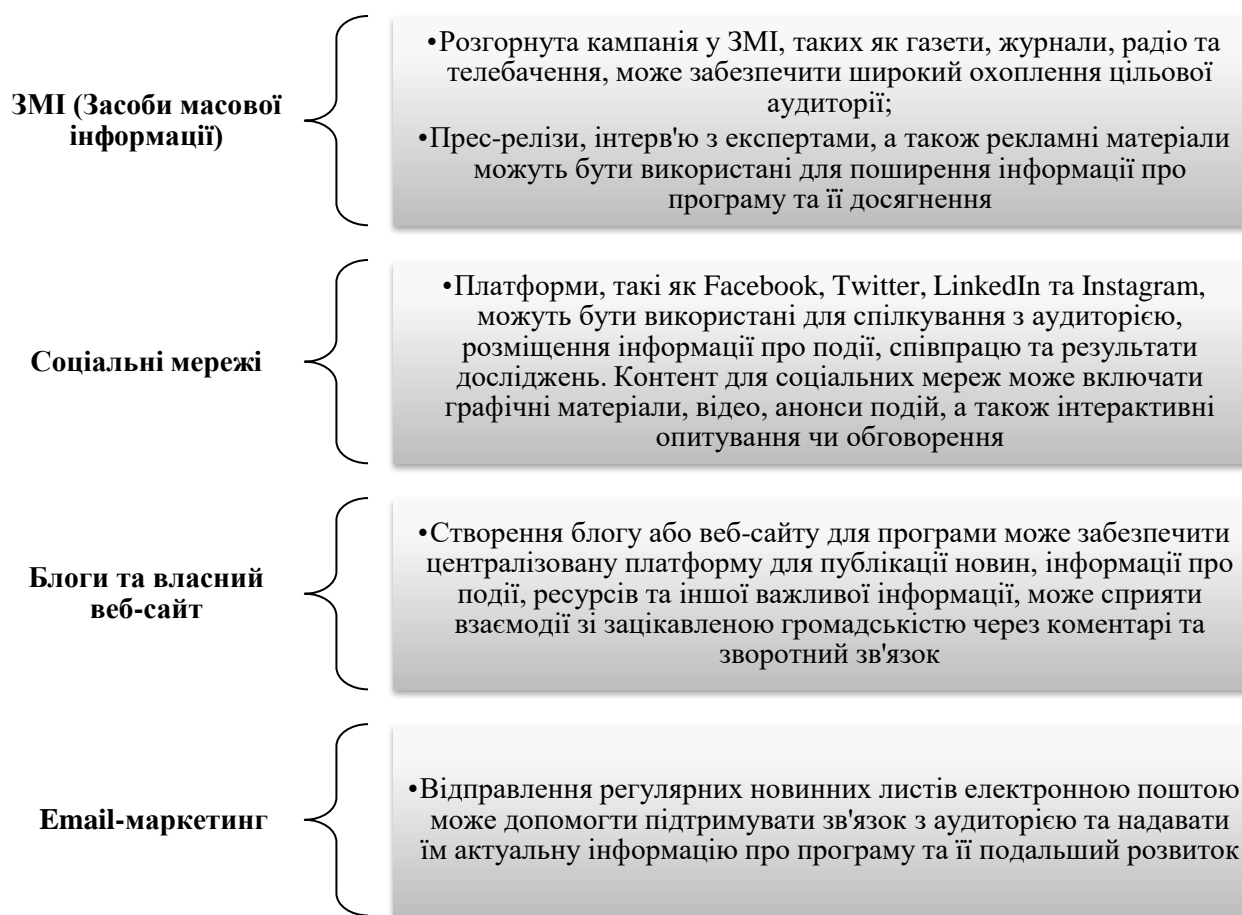 ЗМІ (Засоби масової
інформації)
•Розгорнута кампанія у ЗМІ, таких як газети, журнали, радіо та
телебачення, може забезпечити широкий охоплення цільової
аудиторії;
•Прес-релізи, інтерв'ю з експертами, а також рекламні матеріали
можуть бути використані для поширення інформації про
програму та її досягнення
Соціальні мережі
•Платформи, такі як Facebook, Twitter, LinkedIn та Instagram,
можуть бути використані для спілкування з аудиторією,
розміщення інформації про події, співпрацю та результати
досліджень. Контент для соціальних мереж може включати
графічні матеріали, відео, анонси подій, а також інтерактивні
опитування чи обговорення
Блоги та власний
веб-сайт
•Створення блогу або веб-сайту для програми може забезпечити
централізовану платформу для публікації новин, інформації про
події, ресурсів та іншої важливої інформації, може сприяти
взаємодії зі зацікавленою громадськістю через коментарі та
зворотний зв'язок
Email-маркетинг
•Відправлення регулярних новинних листів електронною поштою
може допомогти підтримувати зв'язок з аудиторією та надавати
їм актуальну інформацію про програму та її подальший розвиток